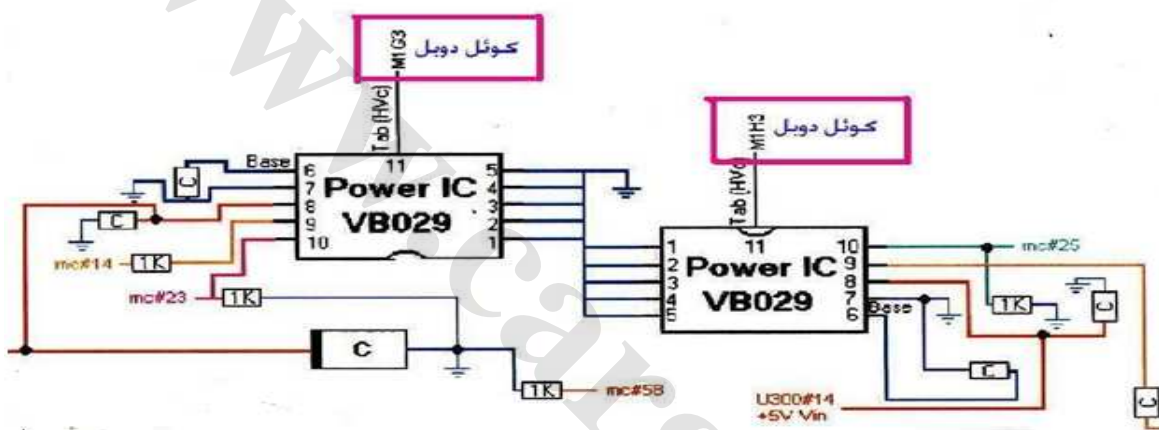 کوئل دوبل
M1G3
Tab (HVc)
کوئل دوبل
M1H3
Tab (HVc)
Base
6 11 5
7 Power IC 4
8 3
9 VB029 2
10 1
mc#14
1K
mc#23
1K
C
C
C
1K
mc#58
1 11 10
2 Power IC 9
3 8
4 VB029 7
5 6
Base
mc#25
1K
C
C
C
U300#14
+5V Vin
www.car